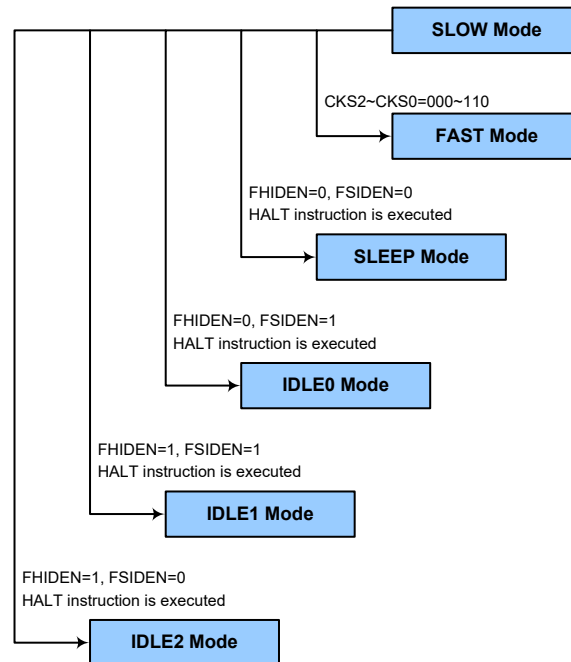 SLOW Mode
CKS2~CKS0=000~110
FAST Mode
FHIDEN=0, FSIDEN=0
HALT instruction is executed
SLEEP Mode
FHIDEN=0, FSIDEN=1
HALT instruction is executed
IDLE0 Mode
FHIDEN=1, FSIDEN=1
HALT instruction is executed
IDLE1 Mode
FHIDEN=1, FSIDEN=0
HALT instruction is executed
IDLE2 Mode